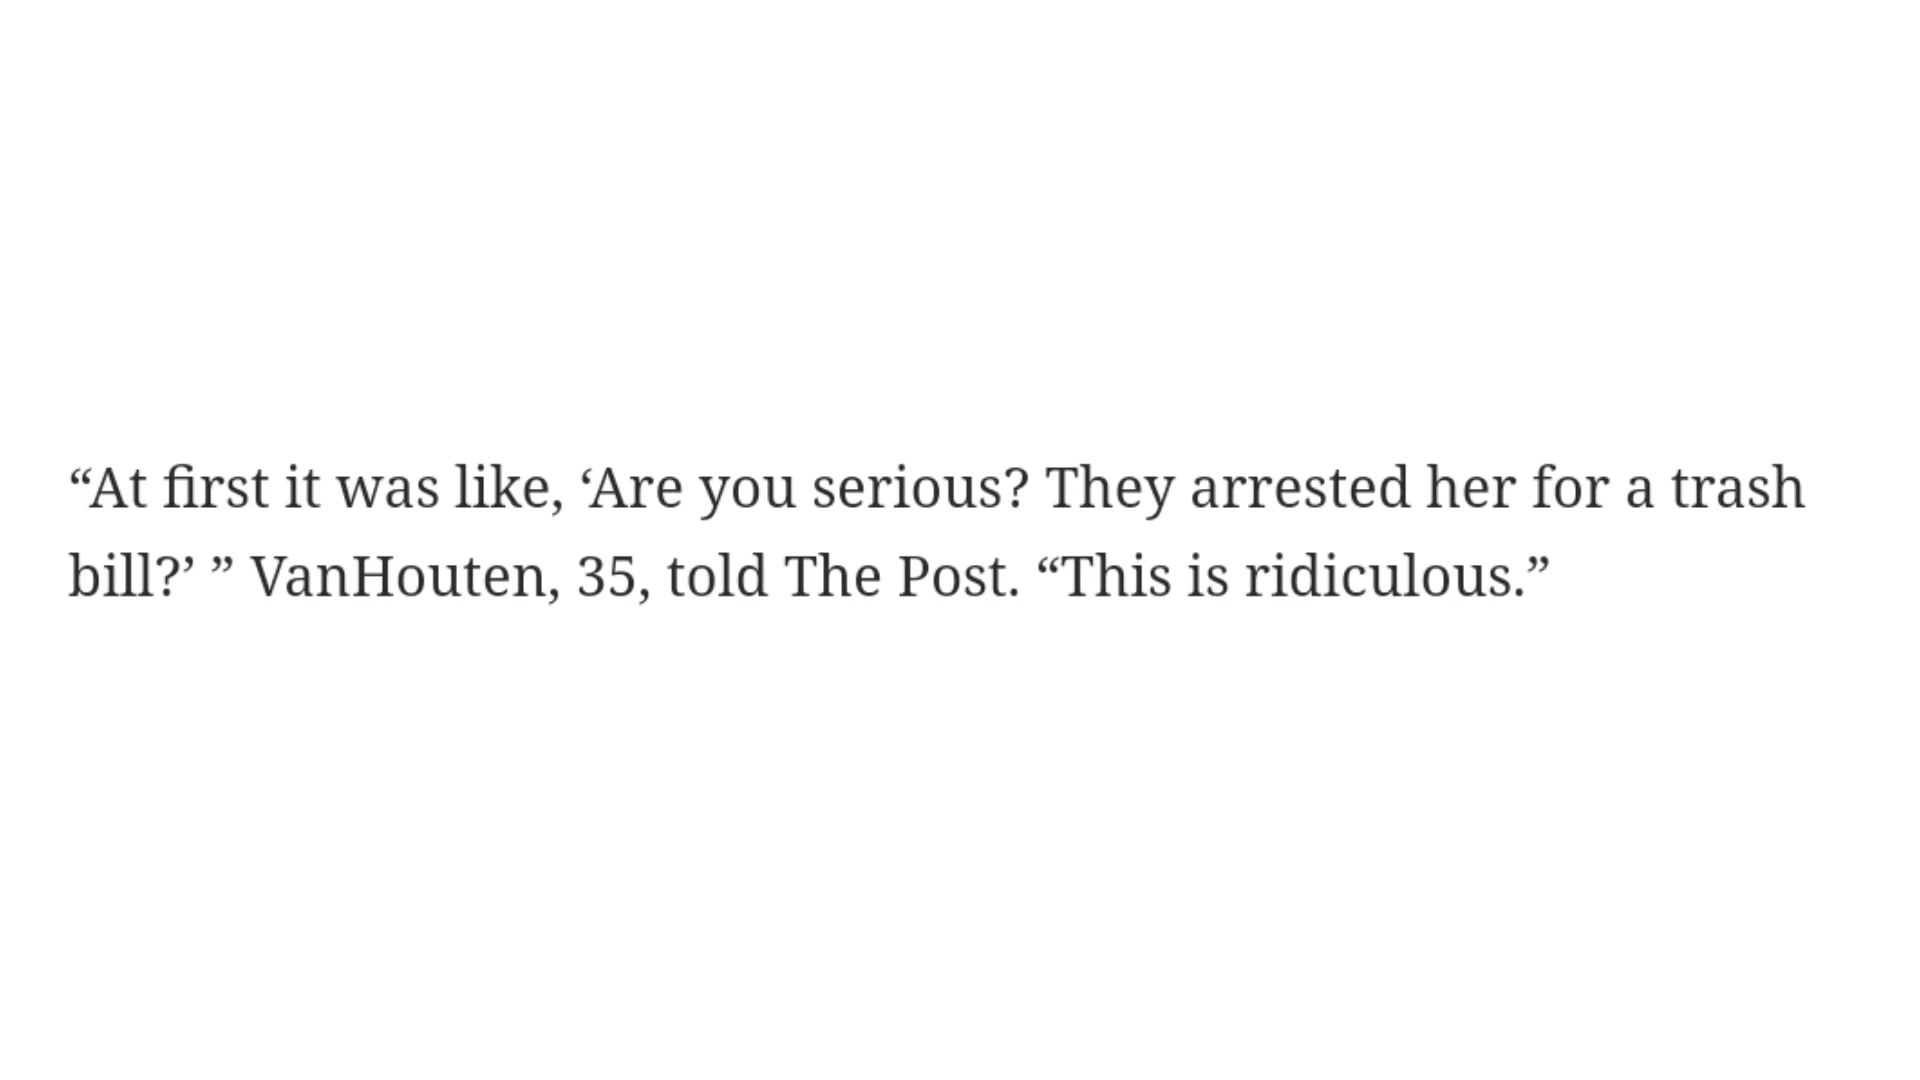 “At first it was like, ‘Are you serious? They arrested her for a trash
bill?’ ” VanHouten, 35, told The Post. “This is ridiculous.”